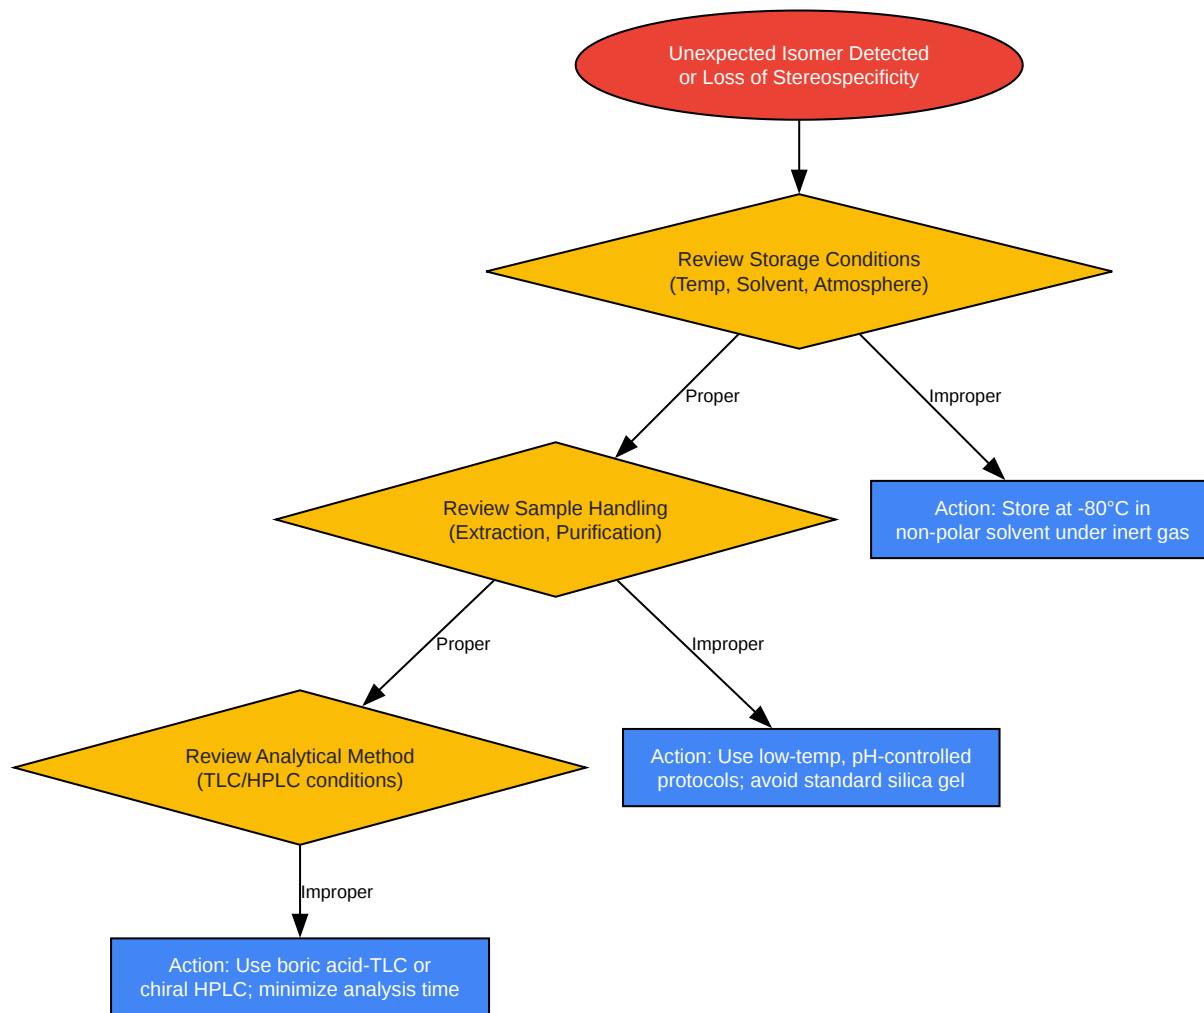 Unexpected Isomer Detected
or Loss of Stereospecificity
Review Storage Conditions
(Temp, Solvent, Atmosphere)
Proper
Improper
Review Sample Handling
(Extraction, Purification)
Action: Store at -80°C in
non-polar solvent under inert gas
Proper
Improper
Review Analytical Method
(TLC/HPLC conditions)
Action: Use low-temp, pH-controlled
protocols; avoid standard silica gel
Improper
Action: Use boric acid-TLC or
chiral HPLC; minimize analysis time